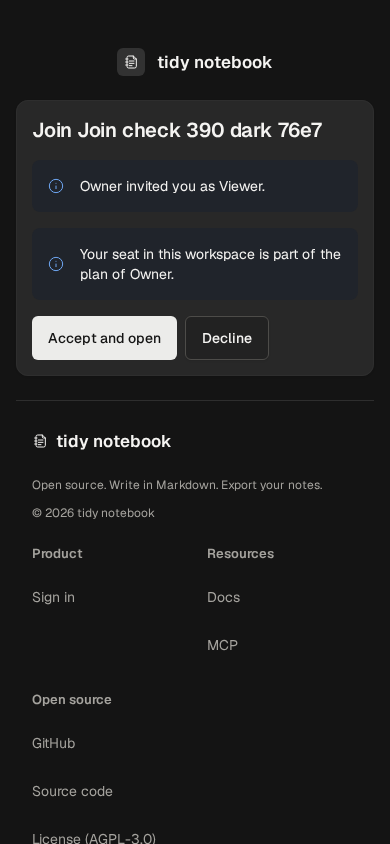 tidy notebook
Join Join check 390 dark 76e7
Owner invited you as Viewer.
Your seat in this workspace is part of the
plan of Owner.
Accept and open
Decline
tidy notebook
Open source. Write in Markdown. Export your notes.
© 2026 tidy notebook
Product
Resources
Sign in
Docs
MCP
Open source
GitHub
Source code
License (AGPL-3.0)